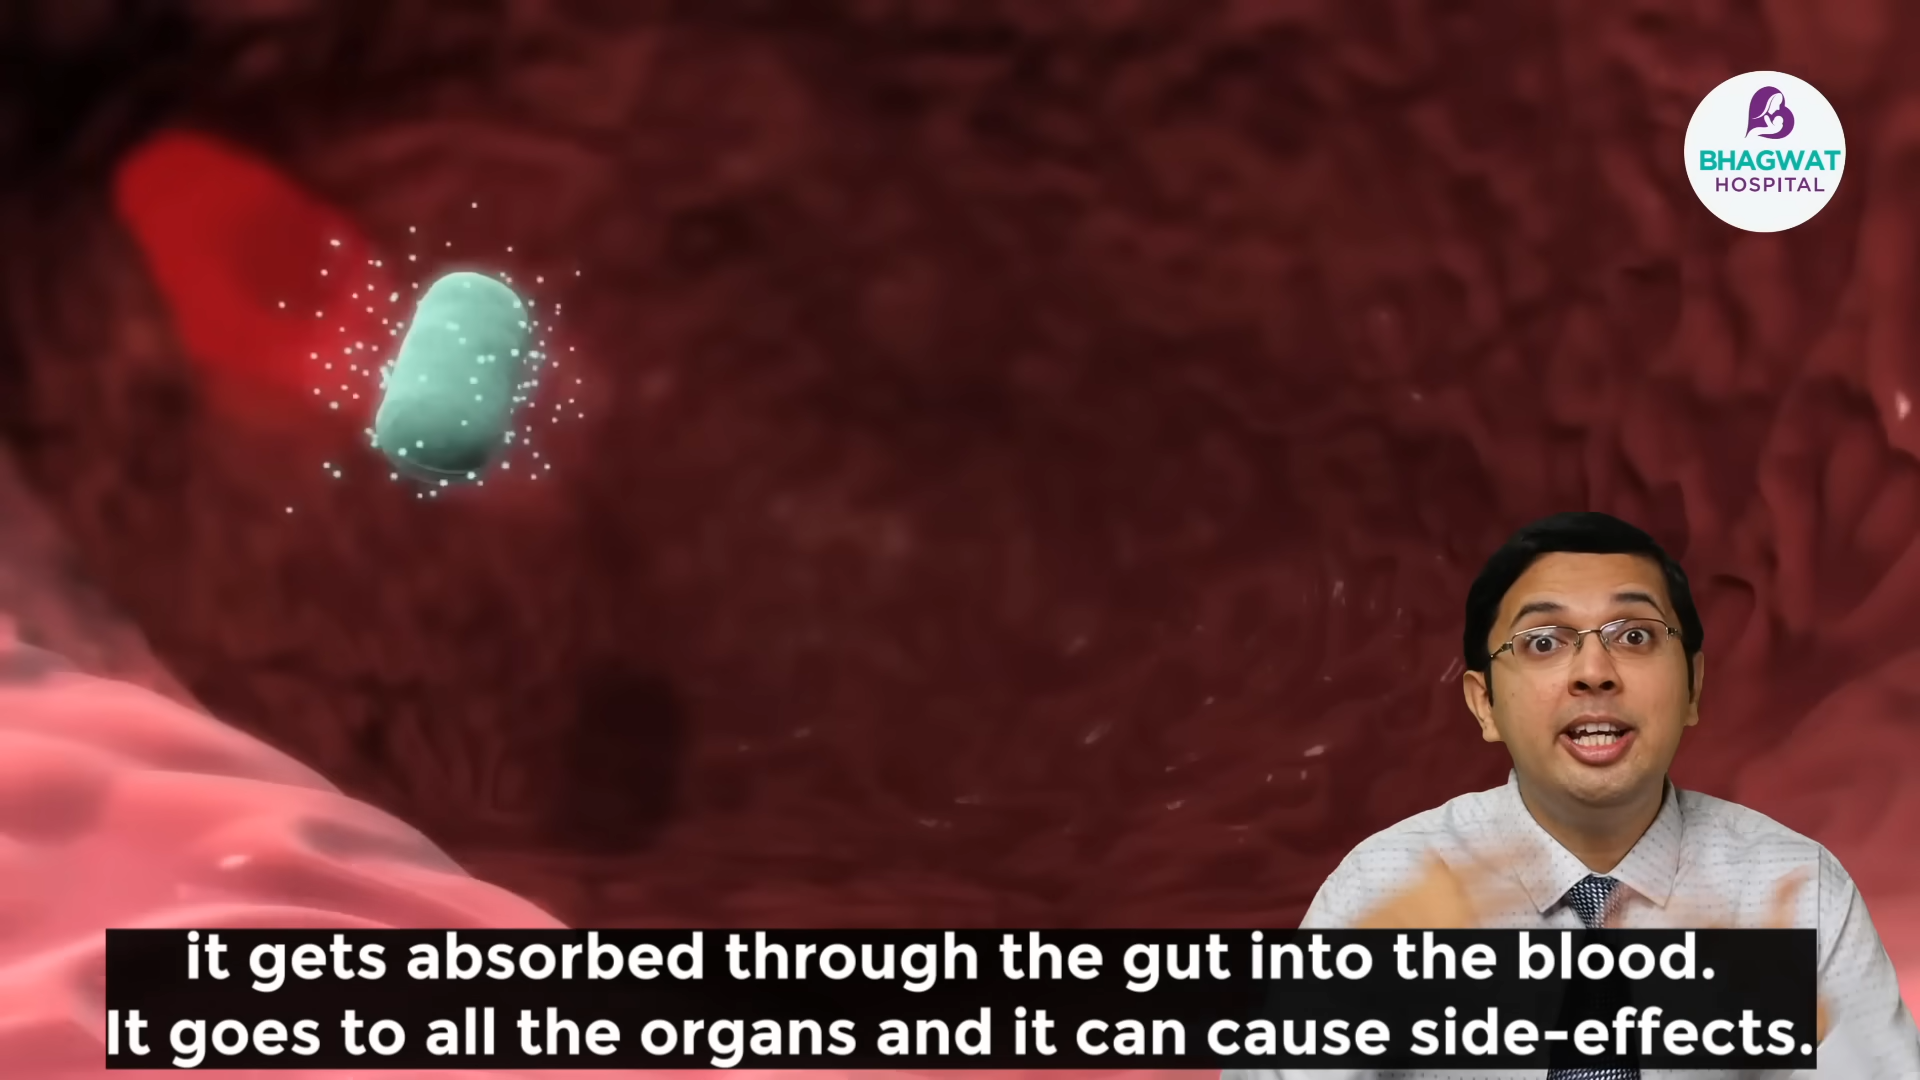 BHAGWAT
HOSPITAL
it gets absorbed through the gut into the blood.
It goes to all the organs and it can cause side-effects.